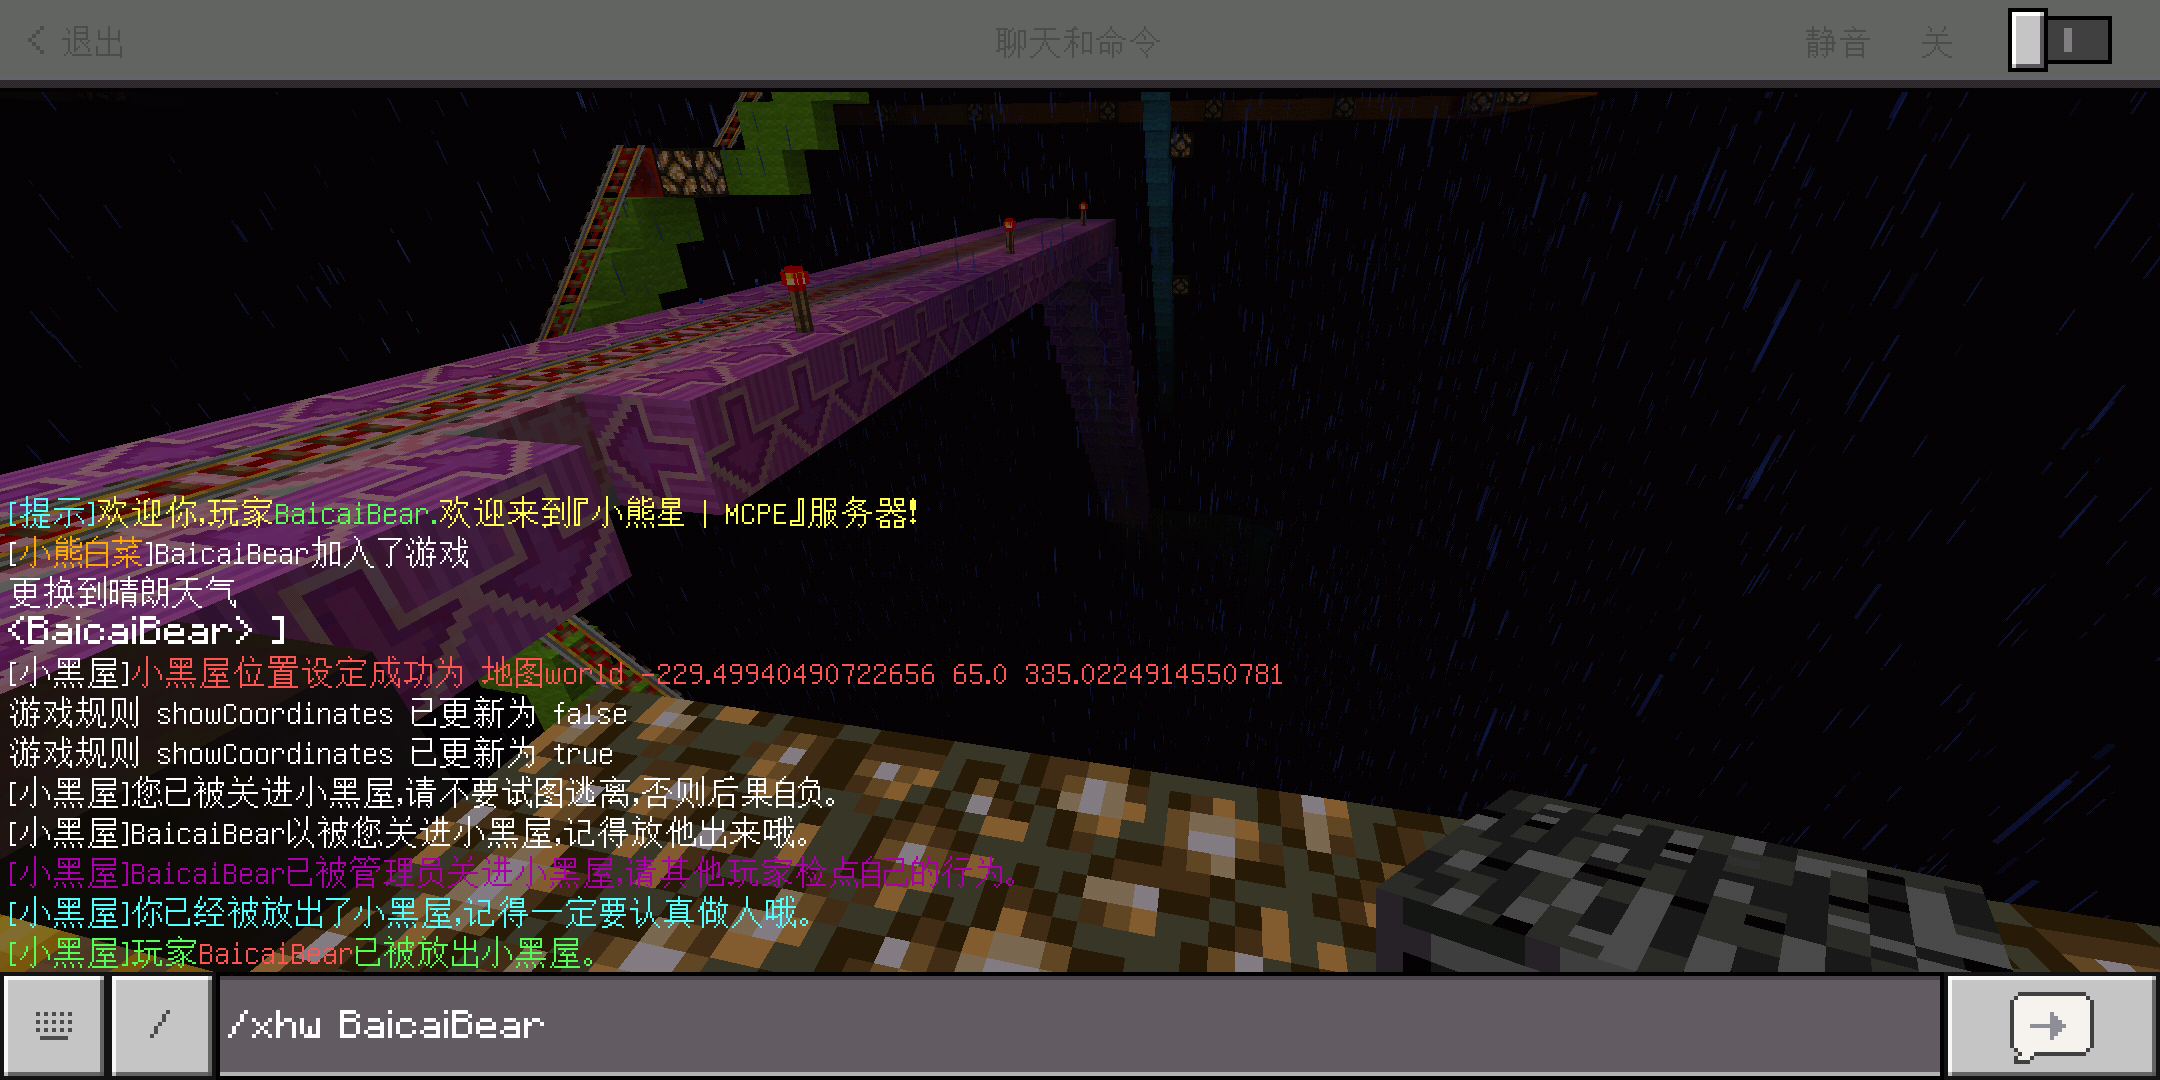 退出 聊天和命令 静音 关
[提示]欢迎你,玩家BaicaiBear.欢迎来到『小熊星 | MCPE』服务器!
[小熊白菜]BaicaiBear加入了游戏
更换到晴朗天气
<BaicaiBear> ]
[小黑屋]小黑屋位置设定成功为 地图world -229.49940490722656 65.0 335.0224914550781
游戏规则 showCoordinates 已更新为 false
游戏规则 showCoordinates 已更新为 true
[小黑屋]您已被关进小黑屋,请不要试图逃离,否则后果自负。
[小黑屋]BaicaiBear以被您关进小黑屋,记得放他出来哦。
[小黑屋]BaicaiBear已被管理员关进小黑屋,请其他玩家检点自己的行为。
[小黑屋]你已经被放出了小黑屋,记得一定要认真做人哦。
[小黑屋]玩家BaicaiBear已被放出小黑屋。
/ /xhw BaicaiBear